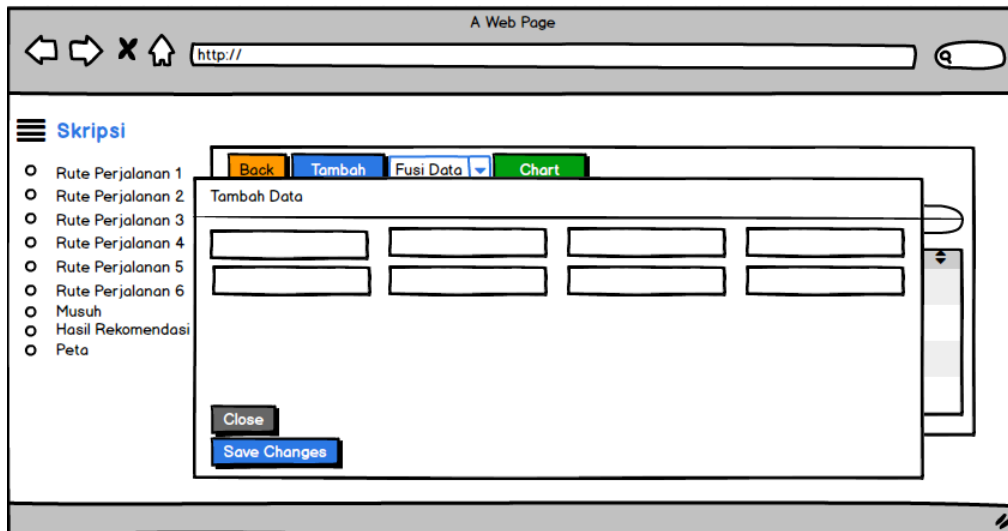 A Web Page
http://
Skripsi
Rute Perjalanan 1
Rute Perjalanan 2
Rute Perjalanan 3
Rute Perjalanan 4
Rute Perjalanan 5
Rute Perjalanan 6
Musuh
Hasil Rekomendasi
Peta
Back Tambah Fusi Data Chart
Tambah Data
Close
Save Changes